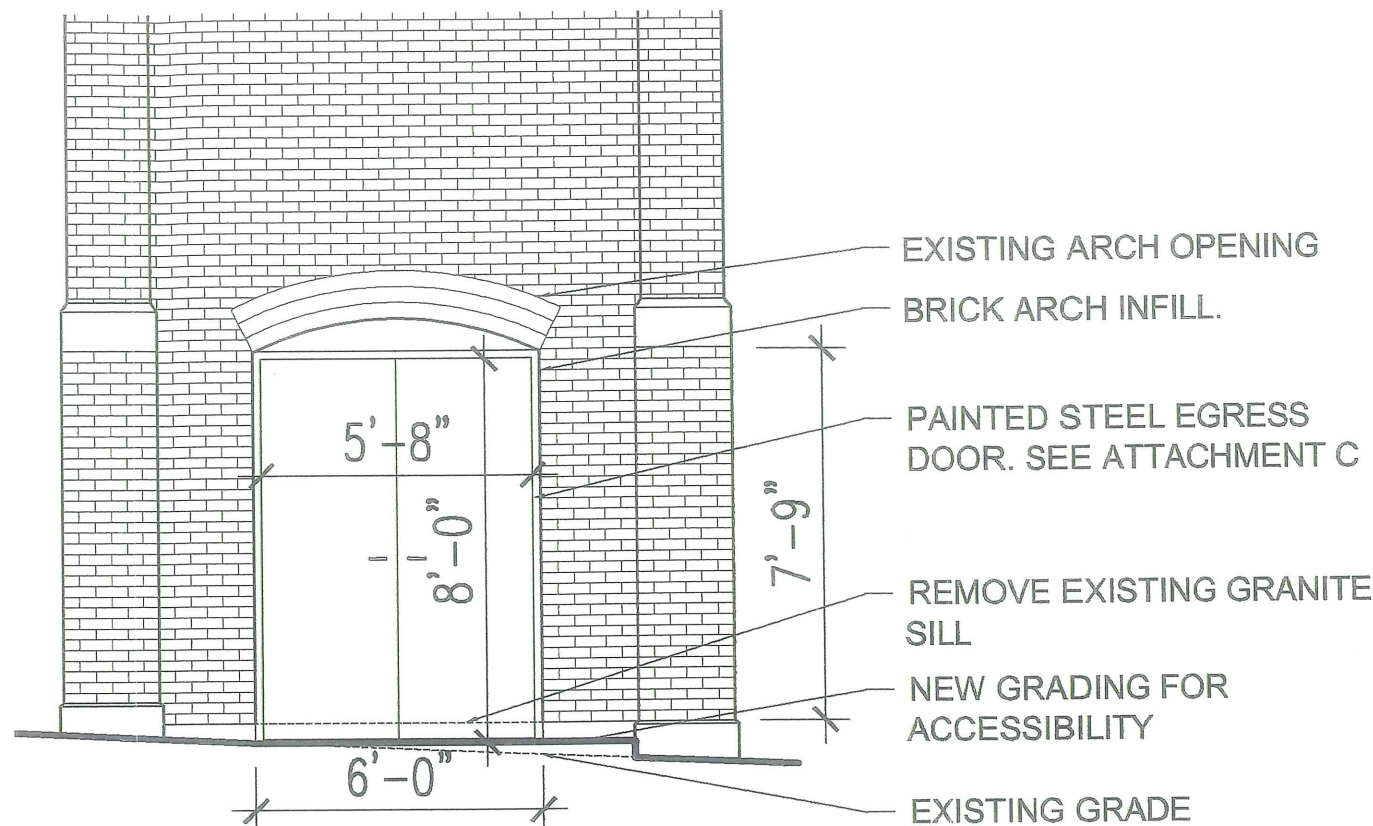 EXISTING ARCH OPENING
BRICK ARCH INFILL.
PAINTED STEEL EGRESS
DOOR. SEE ATTACHMENT C
5'-8"
8'-0"
7'-9"
REMOVE EXISTING GRANITE
SILL
NEW GRADING FOR
ACCESSIBILITY
6'-0"
EXISTING GRADE